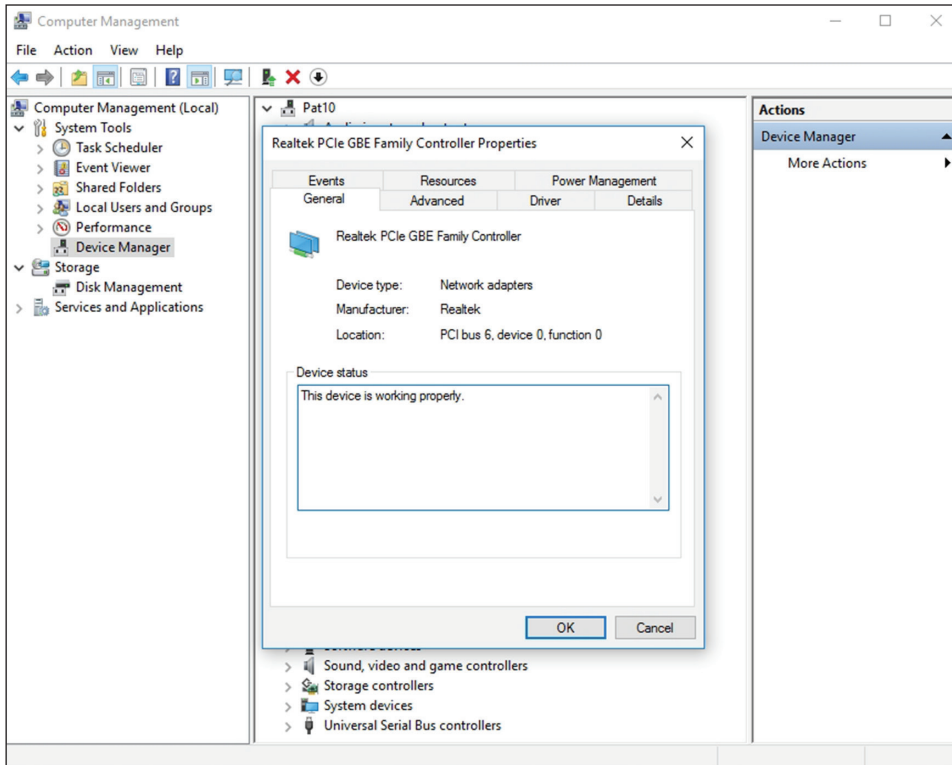 Computer Management
File Action View Help
Computer Management (Local)
System Tools
Task Scheduler
Event Viewer
Shared Folders
Local Users and Groups
Performance
Device Manager
Storage
Disk Management
Services and Applications
Pat10
Realtek PCIe GBE Family Controller Properties
Events Resources Power Management
General Advanced Driver Details
Realtek PCIe GBE Family Controller
Device type: Network adapters
Manufacturer: Realtek
Location: PCI bus 6, device 0, function 0
Device status
This device is working properly.
OK Cancel
Sound, video and game controllers
Storage controllers
System devices
Universal Serial Bus controllers
Actions
Device Manager
More Actions